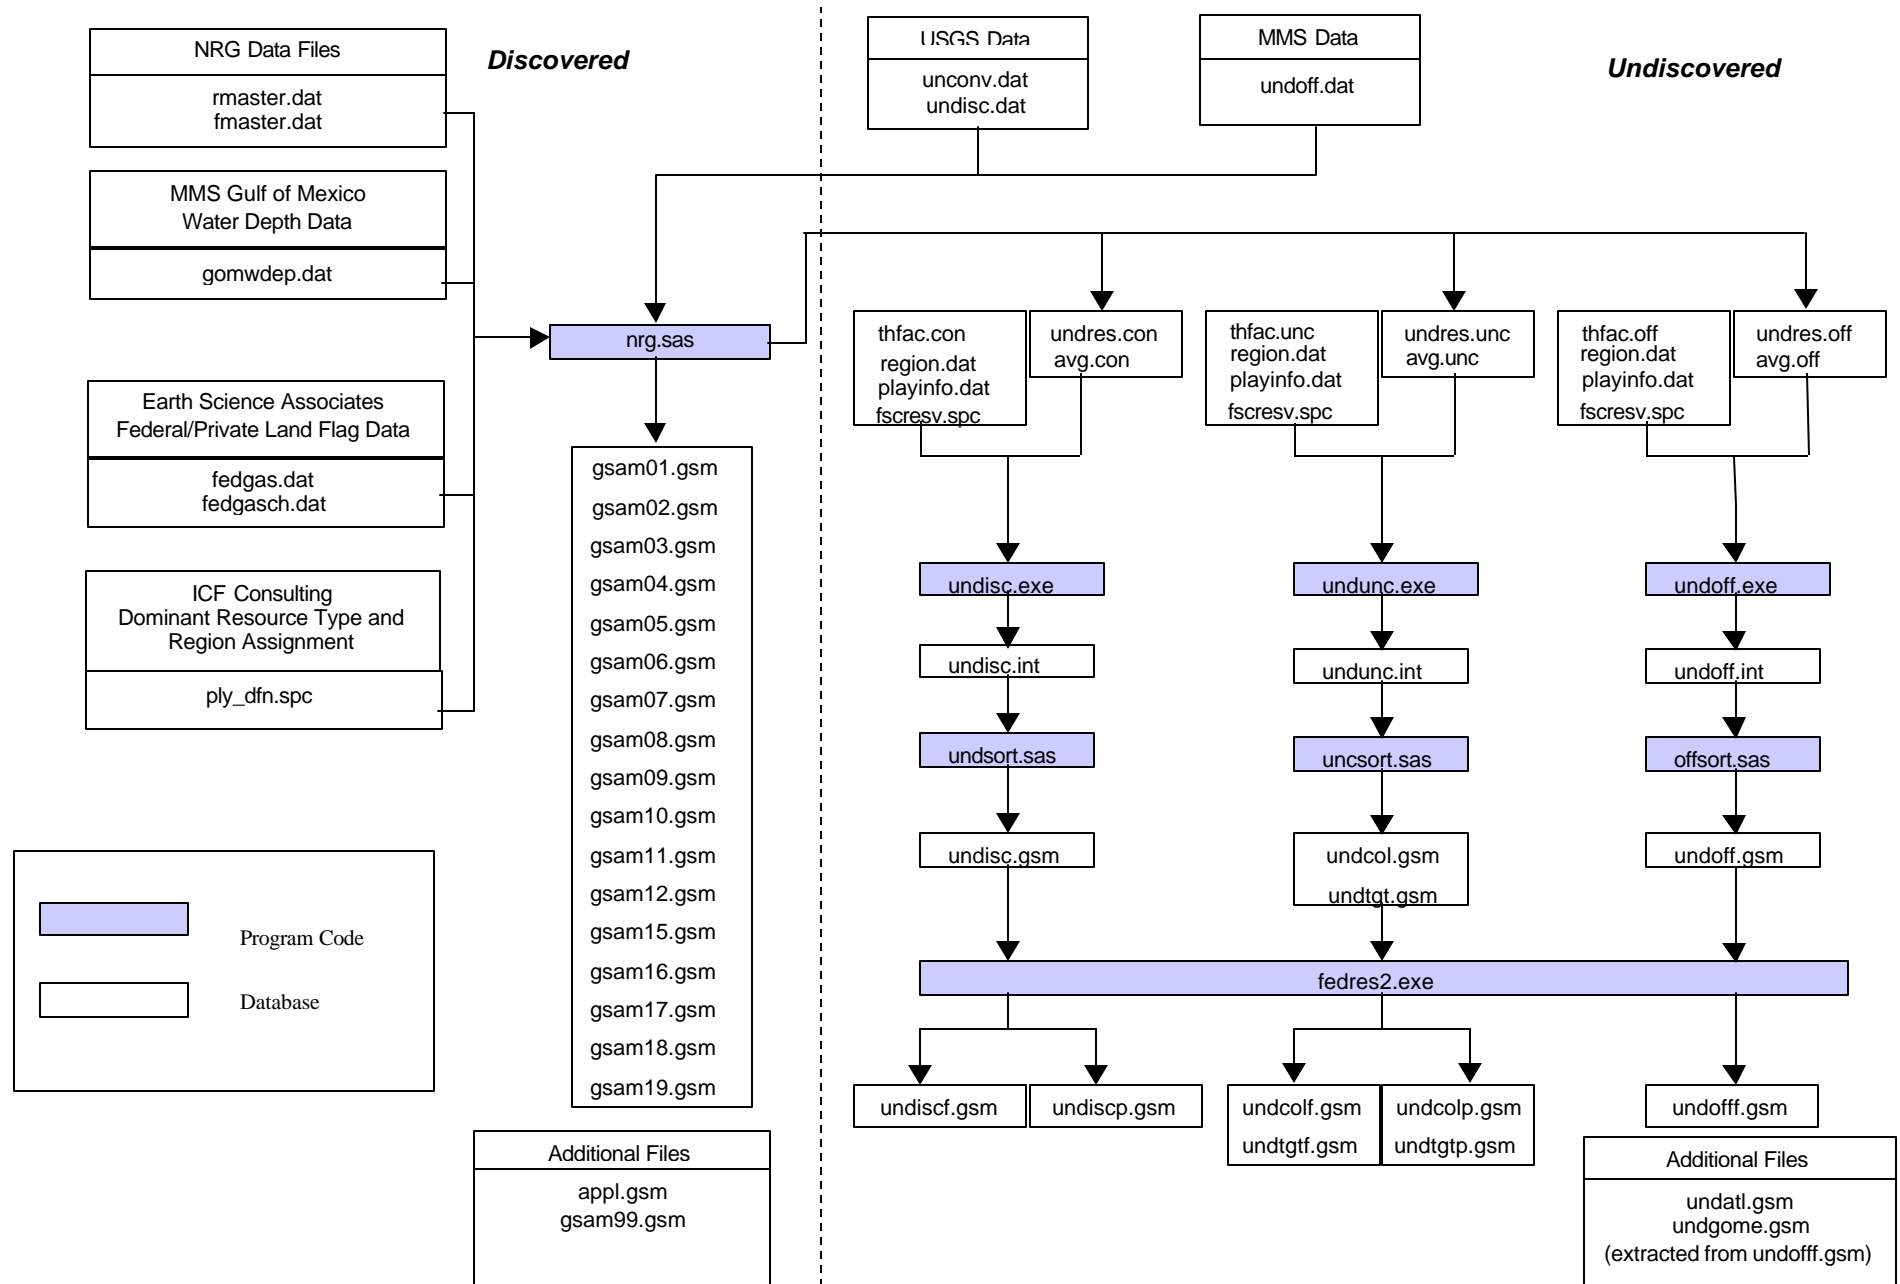 NRG Data Files
rmaster.dat
fmaster.dat
Discovered
MMS Gulf of Mexico
Water Depth Data
gomwdep.dat
Earth Science Associates
Federal/Private Land Flag Data
fedgas.dat
fedgasch.dat
ICF Consulting
Dominant Resource Type and
Region Assignment
ply_dfn.spc
Program Code
Database
nrg.sas
gsam01.gsm
gsam02.gsm
gsam03.gsm
gsam04.gsm
gsam05.gsm
gsam06.gsm
gsam07.gsm
gsam08.gsm
gsam09.gsm
gsam10.gsm
gsam11.gsm
gsam12.gsm
gsam15.gsm
gsam16.gsm
gsam17.gsm
gsam18.gsm
gsam19.gsm
Additional Files
appl.gsm
gsam99.gsm
USGS Data
unconv.dat
undisc.dat
MMS Data
undoff.dat
Undiscovered
thfac.con
region.dat
playinfo.dat
fscresv.spc
undres.con
avg.con
thfac.unc
region.dat
playinfo.dat
fscresv.spc
undres.unc
avg.unc
thfac.off
region.dat
playinfo.dat
fscresv.spc
undres.off
avg.off
undisc.exe
undunc.exe
undoff.exe
undisc.int
undunc.int
undoff.int
undsort.sas
uncsort.sas
offsort.sas
undisc.gsm
undcol.gsm
undtgt.gsm
undoff.gsm
fedres2.exe
undiscf.gsm
undiscp.gsm
undcolf.gsm
undtgtf.gsm
undcolp.gsm
undtgtp.gsm
undofff.gsm
Additional Files
undatl.gsm
undgome.gsm
(extracted from undofff.gsm)